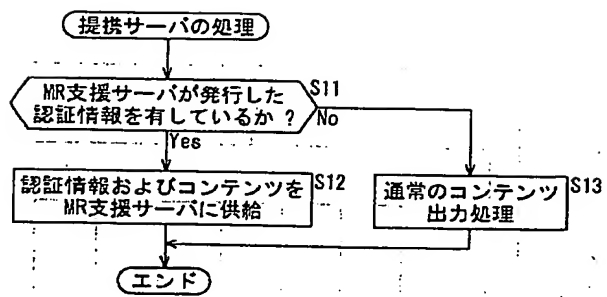 提携サーバの処理
S11
MR支援サーバが発行した
認証情報を有しているか ?
No
Yes
S12
認証情報およびコンテンツを
MR支援サーバに供給
S13
通常のコンテンツ
出力処理
エンド